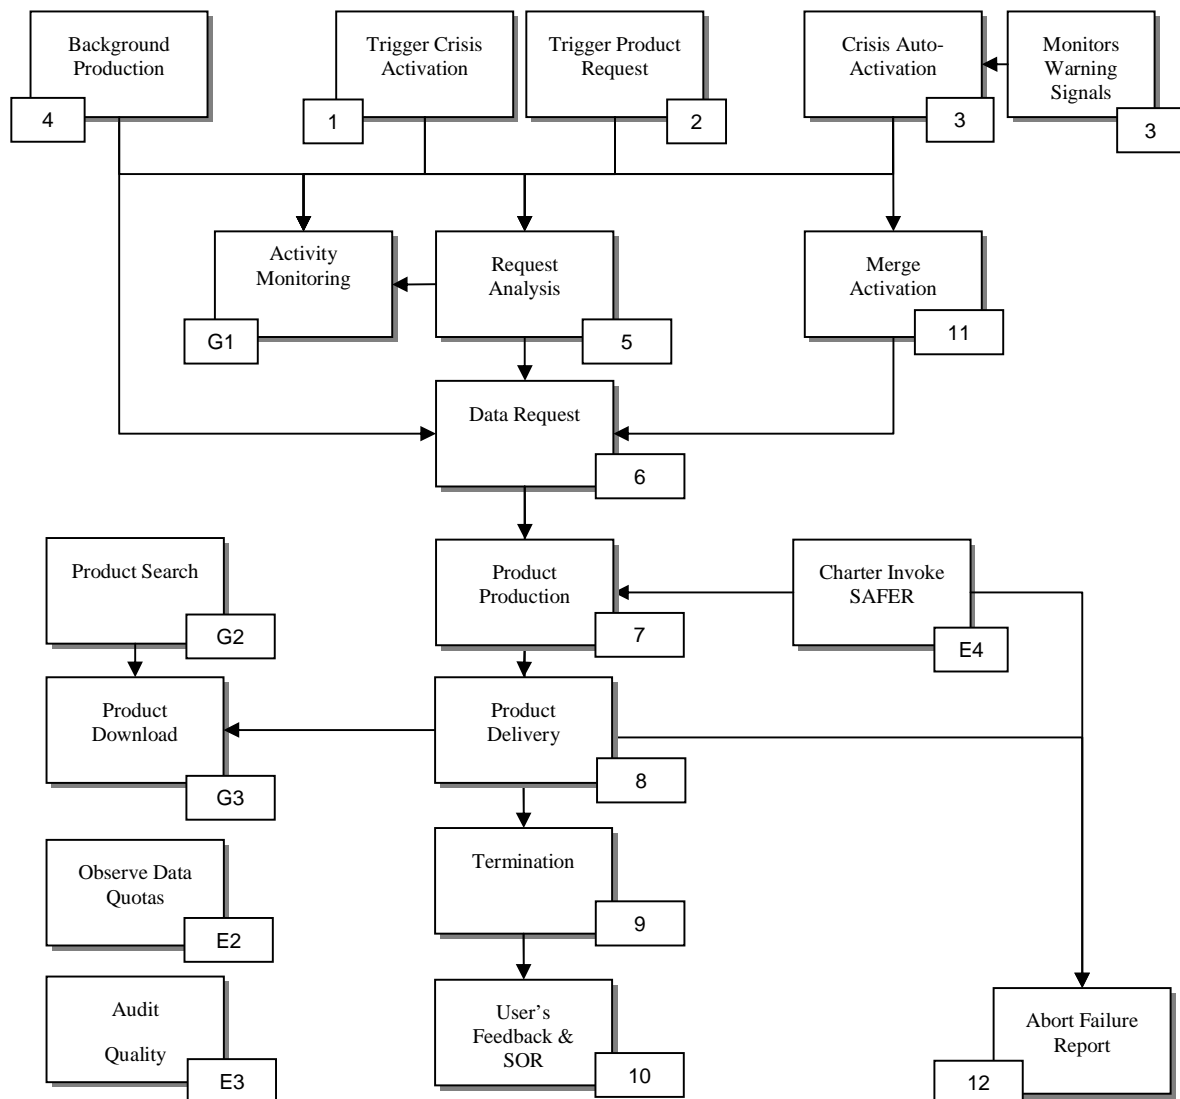 Background
Production
4
Trigger Crisis
Activation
1
Trigger Product
Request
2
Crisis Auto-
Activation
3
Monitors
Warning
Signals
3
Activity
Monitoring
G1
Request
Analysis
5
Merge
Activation
11
Data Request
6
Product Search
G2
Product
Production
7
Charter Invoke
SAFER
E4
Product
Download
G3
Product
Delivery
8
Observe Data
Quotas
E2
Termination
9
Audit
Quality
E3
User’s
Feedback &
SOR
10
Abort Failure
Report
12